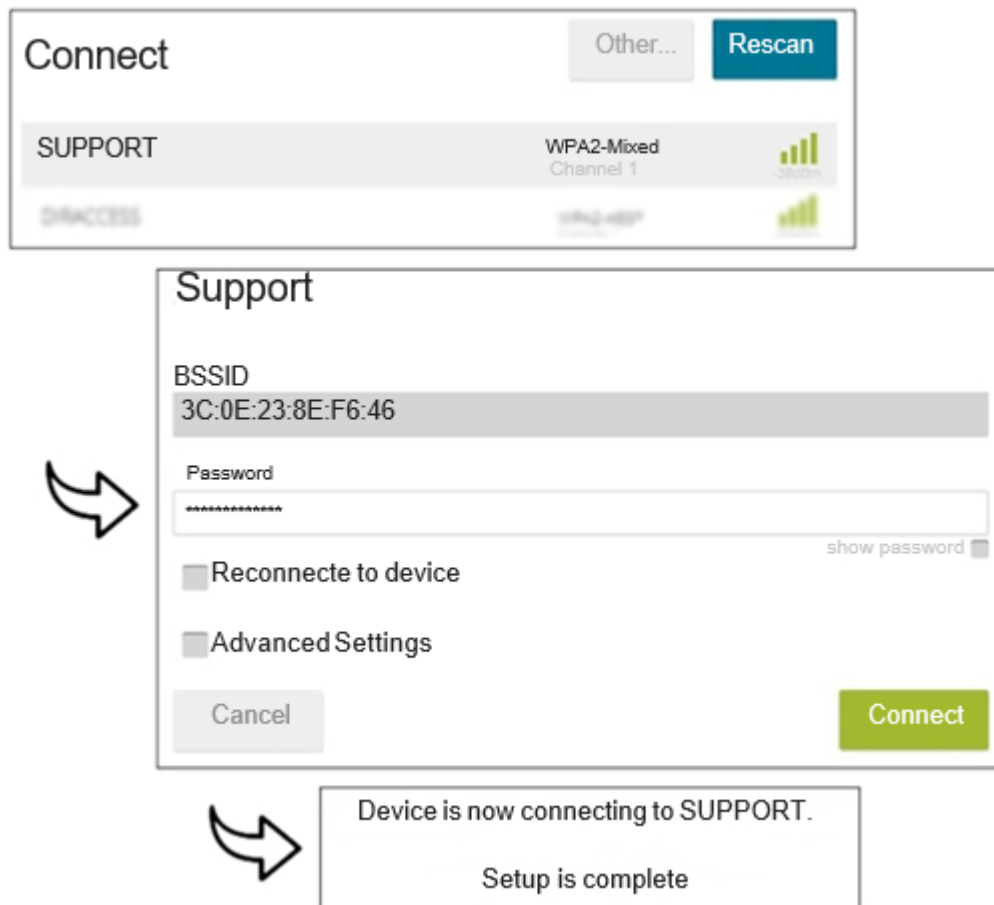 Connect
Other...
Rescan
SUPPORT
WPA2-Mixed
Channel 1
DIRACCESS
Support
BSSID
3C:0E:23:8E:F6:46
Password
*************
show password
Reconnecte to device
Advanced Settings
Cancel
Connect
Device is now connecting to SUPPORT.
Setup is complete